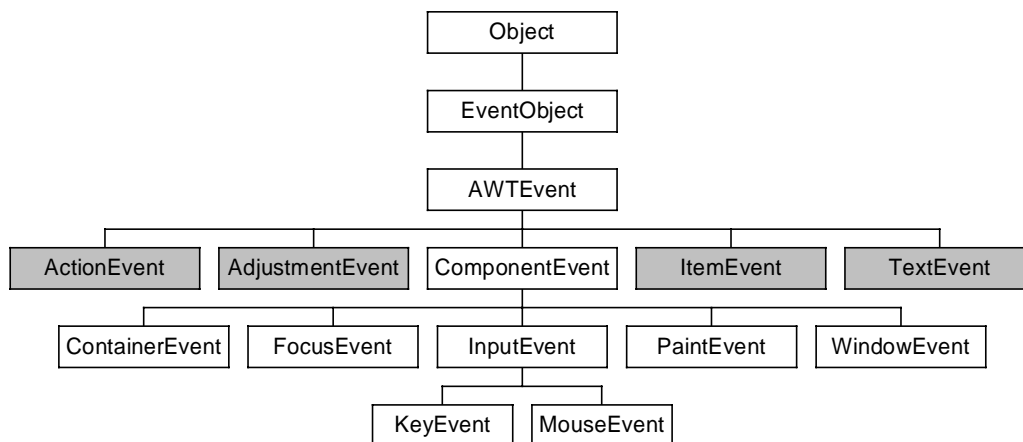 Object
EventObject
AWTEvent
ActionEvent AdjustmentEvent ComponentEvent ItemEvent TextEvent
ContainerEvent FocusEvent InputEvent PaintEvent WindowEvent
KeyEvent MouseEvent